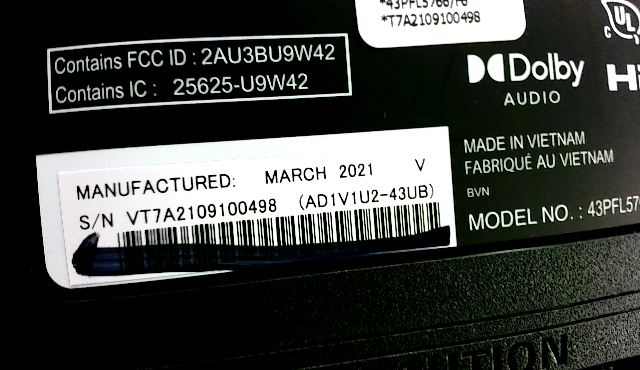 *43PFL5766/F6
*T7A2109100498
Contains FCC ID : 2AU3BU9W42
Contains IC : 25625-U9W42
UL
Dolby
AUDIO
MADE IN VIETNAM
FABRIQUÉ AU VIETNAM
BVN
MODEL NO. : 43PFL57
MANUFACTURED: MARCH 2021 V
S/N VT7A2109100498 (AD1V1U2-43UB)